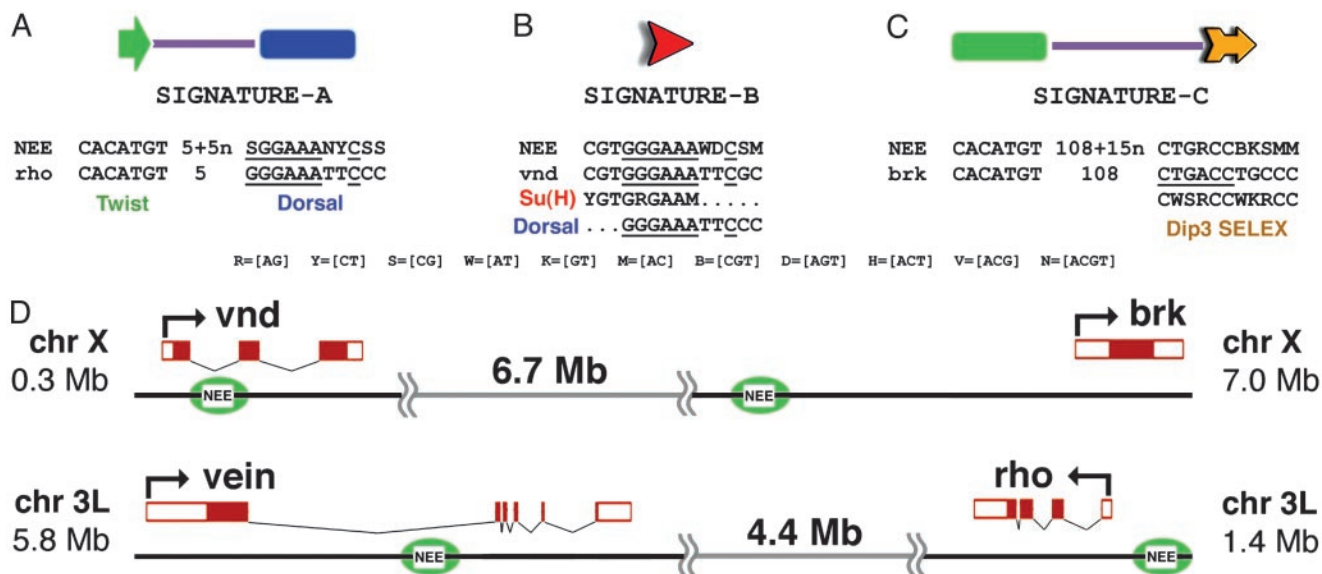 A
SIGNATURE-A
NEE CACATGT 5+5n SGGAAANYCSS
rho CACATGT 5 GGGAAATTCCC
Twist Dorsal
B
SIGNATURE-B
NEE CGTGGGAAAWDCSM
vnd CGTGGGAAATTCGC
Su(H) YGTGRGAAM.....
Dorsal ...GGGAAATTCCC
C
SIGNATURE-C
NEE CACATGT 108+15n CTGRCCBKSMM
brk CACATGT 108 CTGACCTGCCC
CWSRCCWKRCC
Dip3 SELEX
R=[AG] Y=[CT] S=[CG] W=[AT] K=[GT] M=[AC] B=[CGT] D=[AGT] H=[ACT] V=[ACG] N=[ACGT]
D
chr X
0.3 Mb
vnd
NEE
6.7 Mb
NEE
brk
chr X
7.0 Mb
chr 3L
5.8 Mb
vein
NEE
4.4 Mb
rho
NEE
chr 3L
1.4 Mb